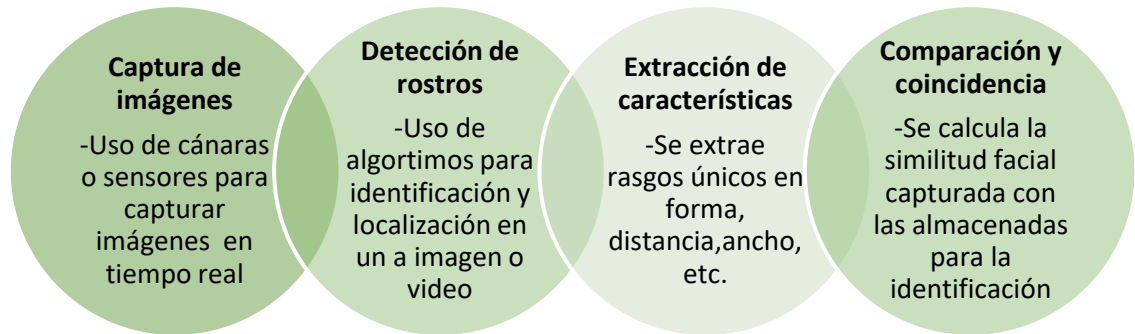 Captura de
imágenes
-Uso de cánaras
o sensores para
capturar
imágenes en
tiempo real
Detección de
rostros
-Uso de
algortimos para
identificación y
localización en
un a imagen o
video
Extracción de
características
-Se extrae
rasgos únicos en
forma,
distancia,ancho,
etc.
Comparación y
coincidencia
-Se calcula la
similitud facial
capturada con
las almacenadas
para la
identificación